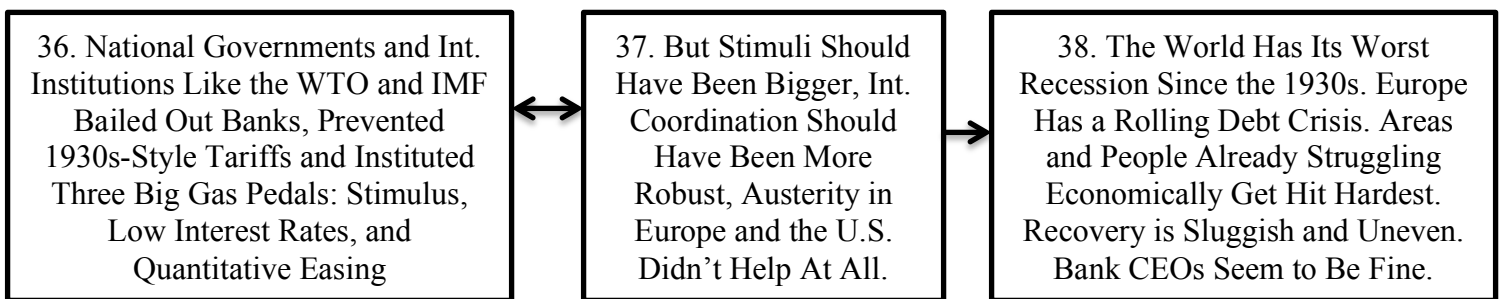 36. National Governments and Int.
Institutions Like the WTO and IMF
Bailed Out Banks, Prevented
1930s-Style Tariffs and Instituted
Three Big Gas Pedals: Stimulus,
Low Interest Rates, and
Quantitative Easing
37. But Stimuli Should
Have Been Bigger, Int.
Coordination Should
Have Been More
Robust, Austerity in
Europe and the U.S.
Didn’t Help At All.
38. The World Has Its Worst
Recession Since the 1930s. Europe
Has a Rolling Debt Crisis. Areas
and People Already Struggling
Economically Get Hit Hardest.
Recovery is Sluggish and Uneven.
Bank CEOs Seem to Be Fine.